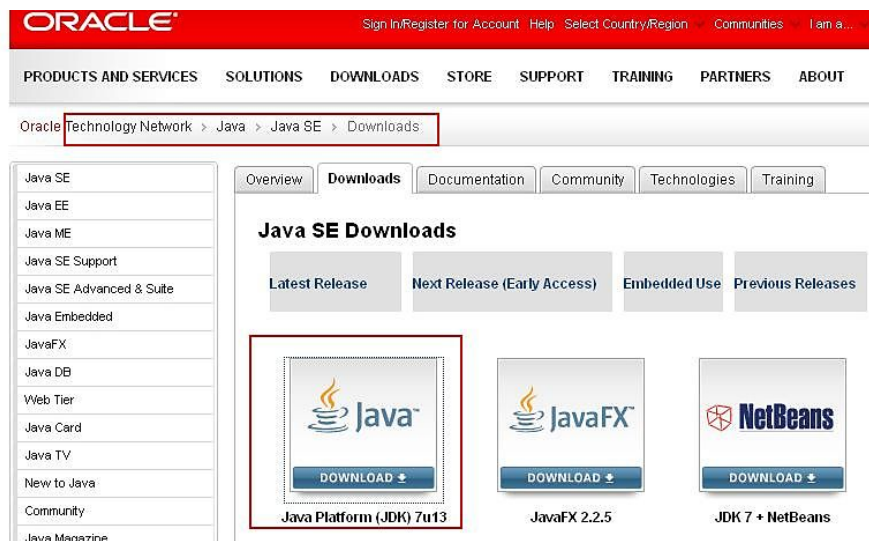 ORACLE
Sign In/Register for Account Help Select Country/Region Communities I am a...
PRODUCTS AND SERVICES SOLUTIONS DOWNLOADS STORE SUPPORT TRAINING PARTNERS ABOUT
Oracle Technology Network > Java > Java SE > Downloads
Java SE
Java EE
Java ME
Java SE Support
Java SE Advanced & Suite
Java Embedded
JavaFX
Java DB
Web Tier
Java Card
Java TV
New to Java
Community
Java Magazine
Overview Downloads Documentation Community Technologies Training
Java SE Downloads
Latest Release Next Release (Early Access) Embedded Use Previous Releases
Java™ JavaFX™ NetBeans
DOWNLOAD DOWNLOAD DOWNLOAD
Java Platform (JDK) 7u13 JavaFX 2.2.5 JDK 7 + NetBeans